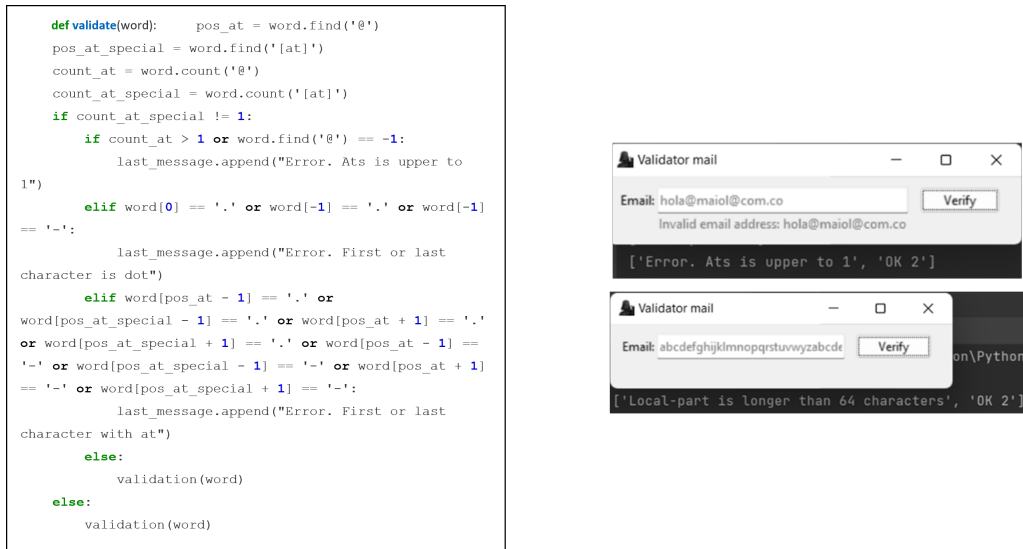 def validate(word):     pos_at = word.find('@')
pos_at_special = word.find('[at]')
count_at = word.count('@')
count_at_special = word.count('[at]')
if count_at_special != 1:
if count_at > 1 or word.find('@') == -1:
last_message.append("Error. Ats is upper to
1")
elif word[0] == '.' or word[-1] == '.' or word[-1]
== '-':
last_message.append("Error. First or last
character is dot")
elif word[pos_at - 1] == '.' or
word[pos_at_special - 1] == '.' or word[pos_at + 1] == '.'
or word[pos_at_special + 1] == '.' or word[pos_at - 1] ==
'-' or word[pos_at_special - 1] == '-' or word[pos_at + 1]
== '-' or word[pos_at_special + 1] == '-':
last_message.append("Error. First or last
character with at")
else:
validation(word)
else:
validation(word)
Validator mail
Email: hola@maiol@com.co Verify
Invalid email address: hola@maiol@com.co
['Error. Ats is upper to 1', 'OK 2']
Validator mail
Email: abcdefghijklmnopqrstuvwyzabcde Verify
on\Python
['Local-part is longer than 64 characters', 'OK 2']